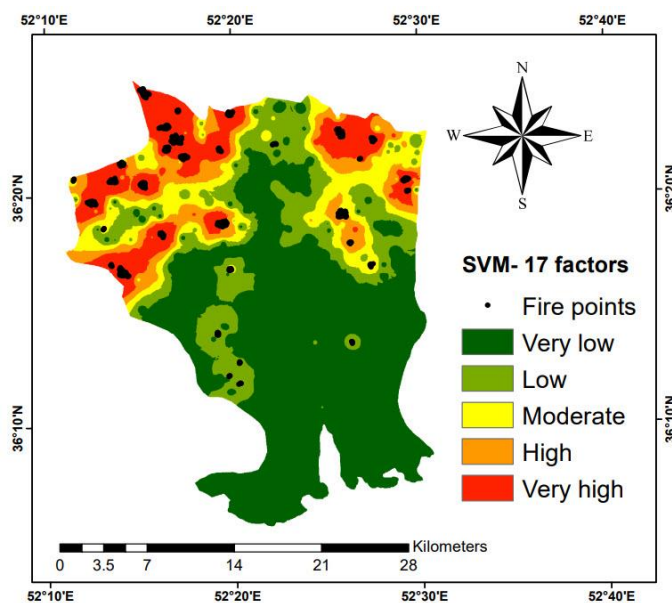 52°10'E 52°20'E 52°30'E 52°40'E
N
W E
S
36°20'N 36°20'N
SVM- 17 factors
Fire points
Very low
Low
Moderate
High
Very high
36°10'N 36°10'N
Kilometers
0 3.5 7 14 21 28
52°10'E 52°20'E 52°30'E 52°40'E